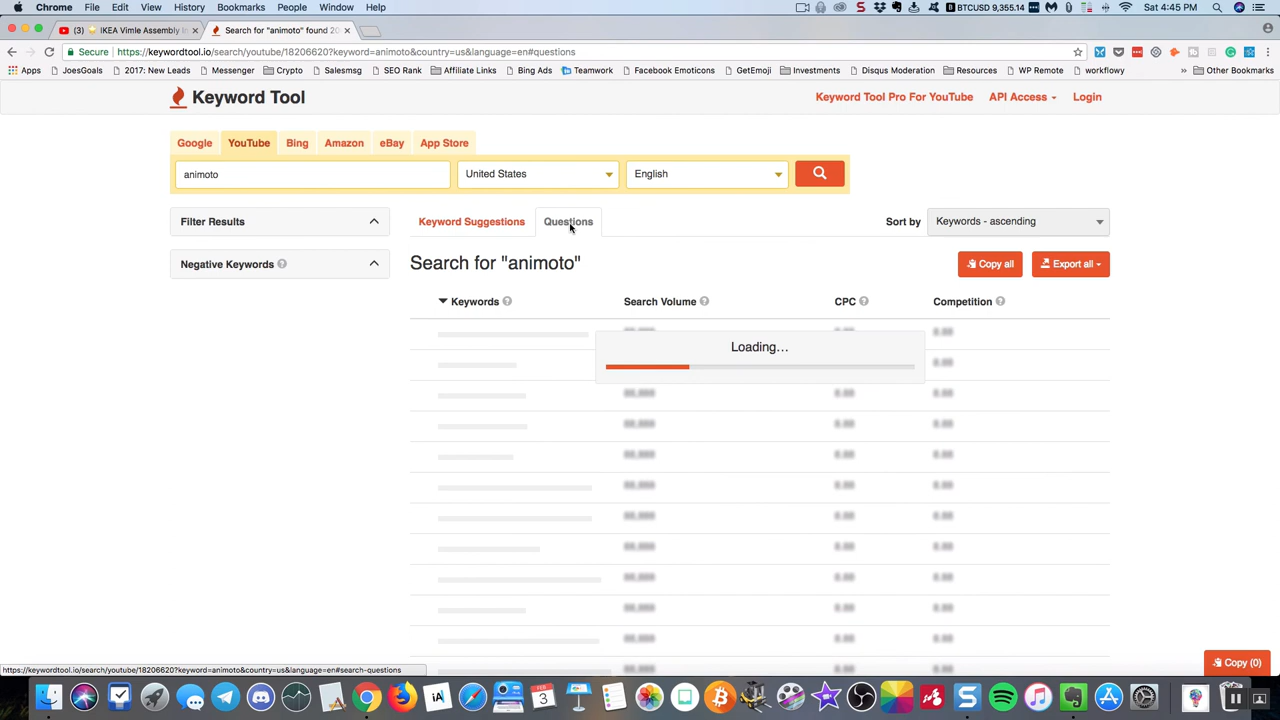 Chrome File Edit View History Bookmarks People Window Help BTCUSD 9,355.14 Sat 4:45 PM
(3) IKEA Vimle Assembly Is × Search for "animoto" found 20 ×
Secure https://keywordtool.io/search/youtube/18206620?keyword=animoto&country=us&language=en#questions
Apps JoesGoals 2017: New Leads Messenger Crypto Salesmsg SEO Rank Affiliate Links Bing Ads Teamwork Facebook Emoticons GetEmoji Investments Disqus Moderation Resources WP Remote workflowy » Other Bookmarks
Keyword Tool Keyword Tool Pro For YouTube API Access Login
Google YouTube Bing Amazon eBay App Store
animoto United States English
Filter Results Keyword Suggestions Questions Sort by Keywords - ascending
Negative Keywords ? Search for "animoto" Copy all Export all
Keywords ? Search Volume ? CPC ? Competition ?
Loading...
Copy (0)
https://keywordtool.io/search/youtube/18206620?keyword=animoto&country=us&language=en#search-questions
iA FEB